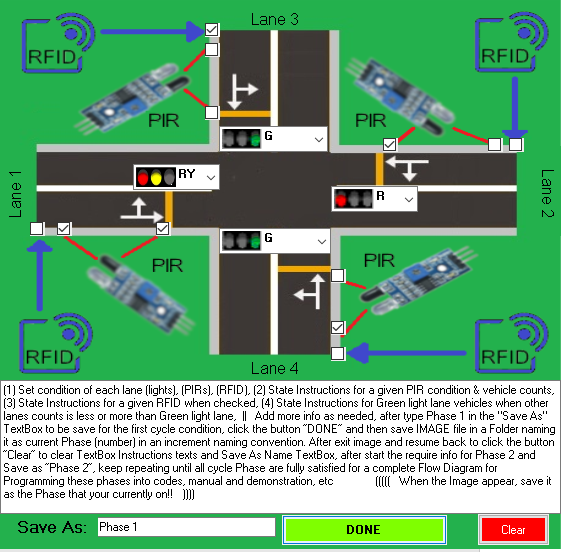 Lane 3
RFID
RFID
PIR
PIR
G
RY
R
Lane 1
Lane 2
G
PIR
PIR
RFID
RFID
Lane 4
(1) Set condition of each lane (lights), (PIRs), (RFID), (2) State Instructions for a given PIR condition & vehicle counts,
(3) State Instructions for a given RFID when checked, (4) State Instructions for Green light lane vehicles when other
lanes counts is less or more than Green light lane, || Add more info as needed, after type Phase 1 in the "Save As"
TextBox to be save for the first cycle condition, click the button "DONE" and then save IMAGE file in a Folder naming
it as current Phase (number) in an increment naming convention. After exit image and resume back to click the button
"Clear" to clear TextBox Instructions texts and Save As Name TextBox, after start the require info for Phase 2 and
Save as "Phase 2", keep repeating until all cycle Phase are fully satisfied for a complete Flow Diagram for
Programming these phases into codes, manual and demonstration, etc ((((( When the Image appear, save it
as the Phase that your currently on!! ))))
Save As: Phase 1 DONE Clear